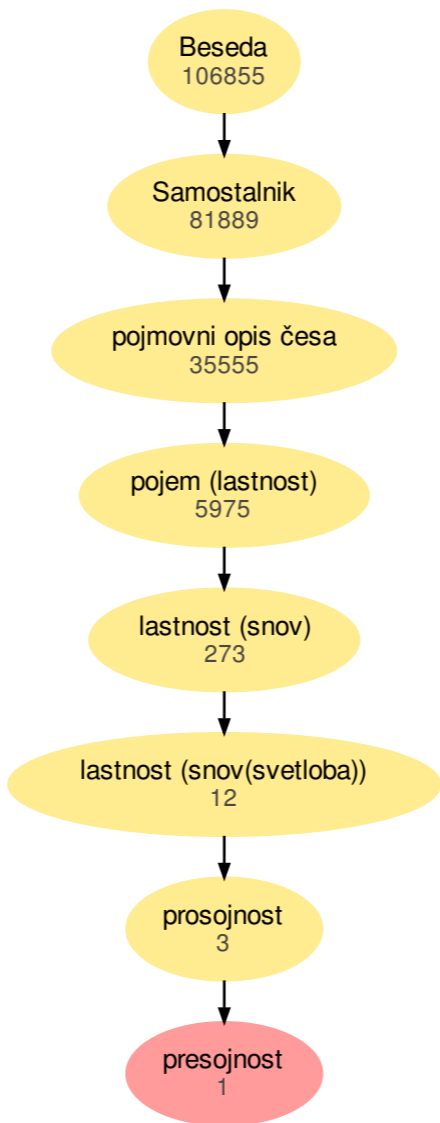 Beseda
106855
Samostalnik
81889
pojmovni opis česa
35555
pojem (lastnost)
5975
lastnost (snov)
273
lastnost (snov(svetloba))
12
prosojnost
3
presojnost
1